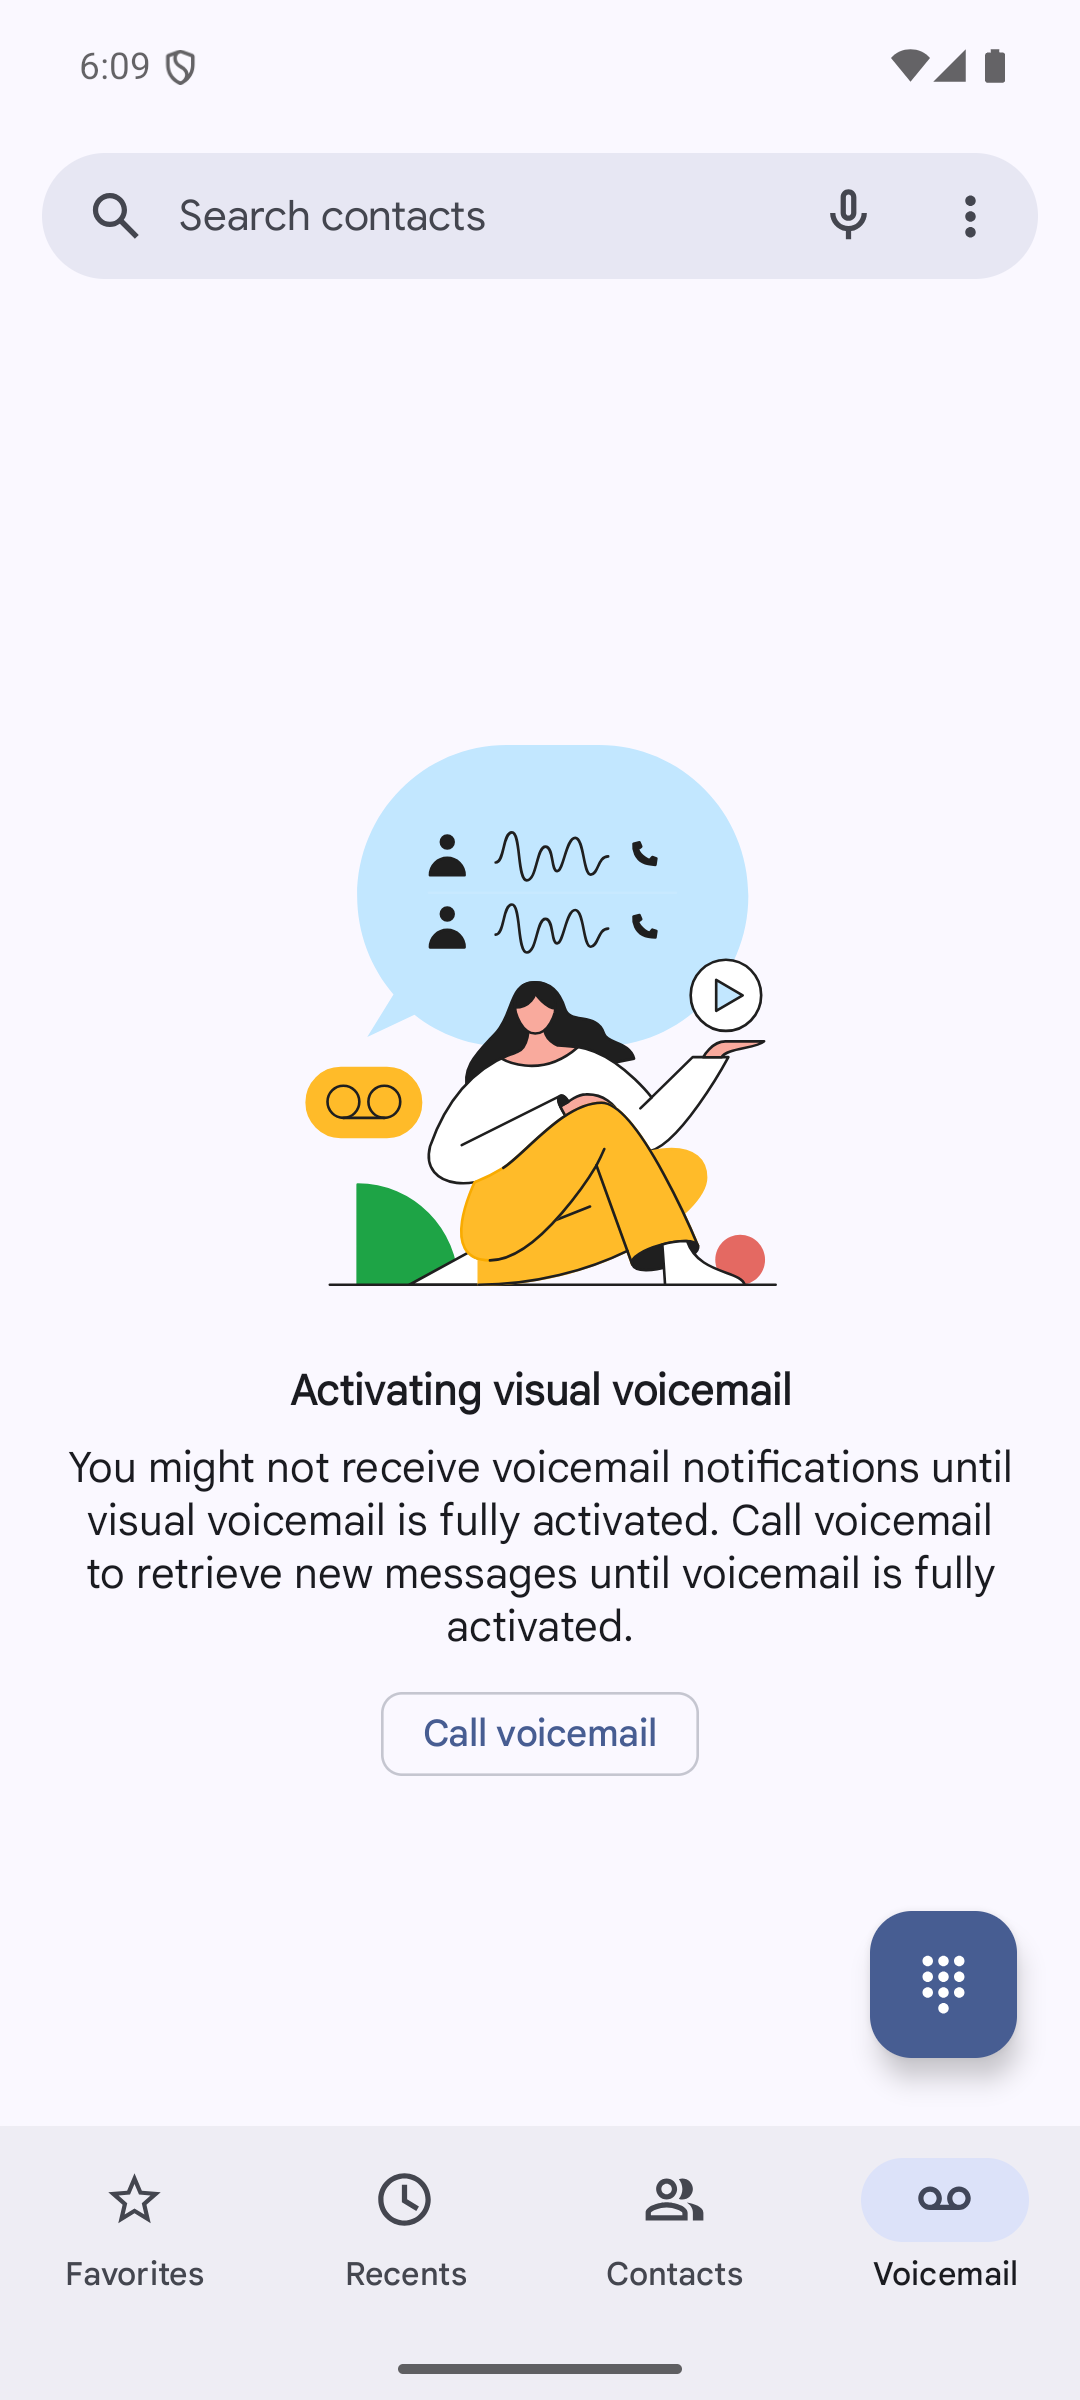 6:09
Search contacts
Activating visual voicemail
You might not receive voicemail notifications until
visual voicemail is fully activated. Call voicemail
to retrieve new messages until voicemail is fully
activated.
Call voicemail
Favorites
Recents
Contacts
Voicemail